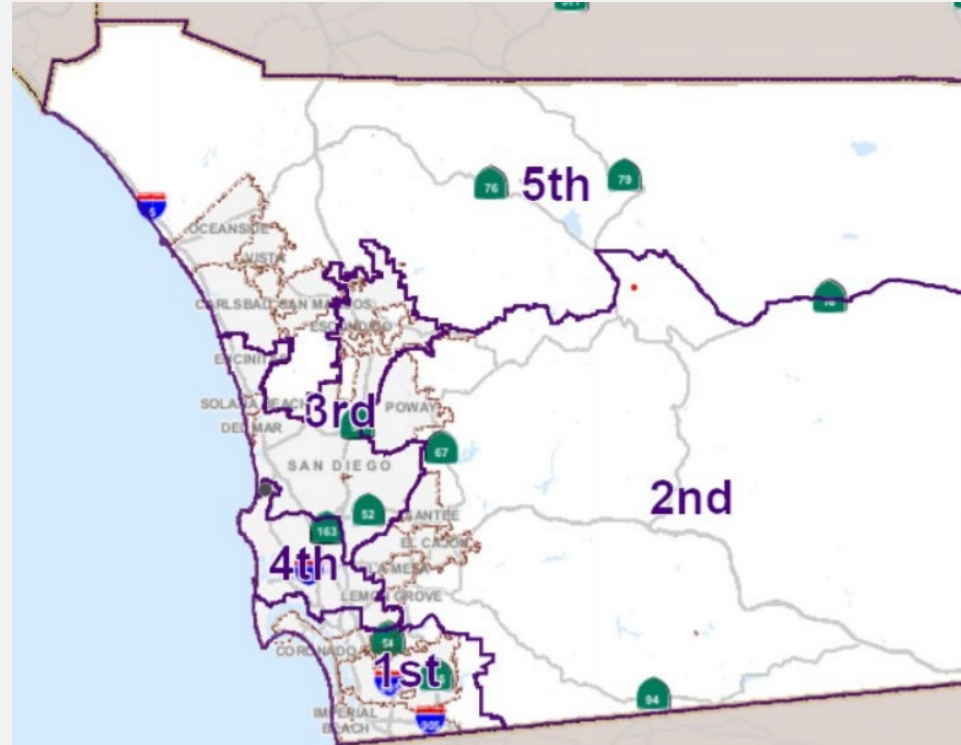 76
5th
79
5
OCEANSIDE
VISTA
CARLSBAD
SAN MARCOS
ESCONDIDO
ENCINITAS
SOLANA BEACH
3rd
POWAY
DEL MAR
67
SAN DIEGO
2nd
52
SANTEE
163
EL CAJON
4th
LA MESA
LEMON GROVE
54
CORONADO
1st
94
IMPERIAL
BEACH
905